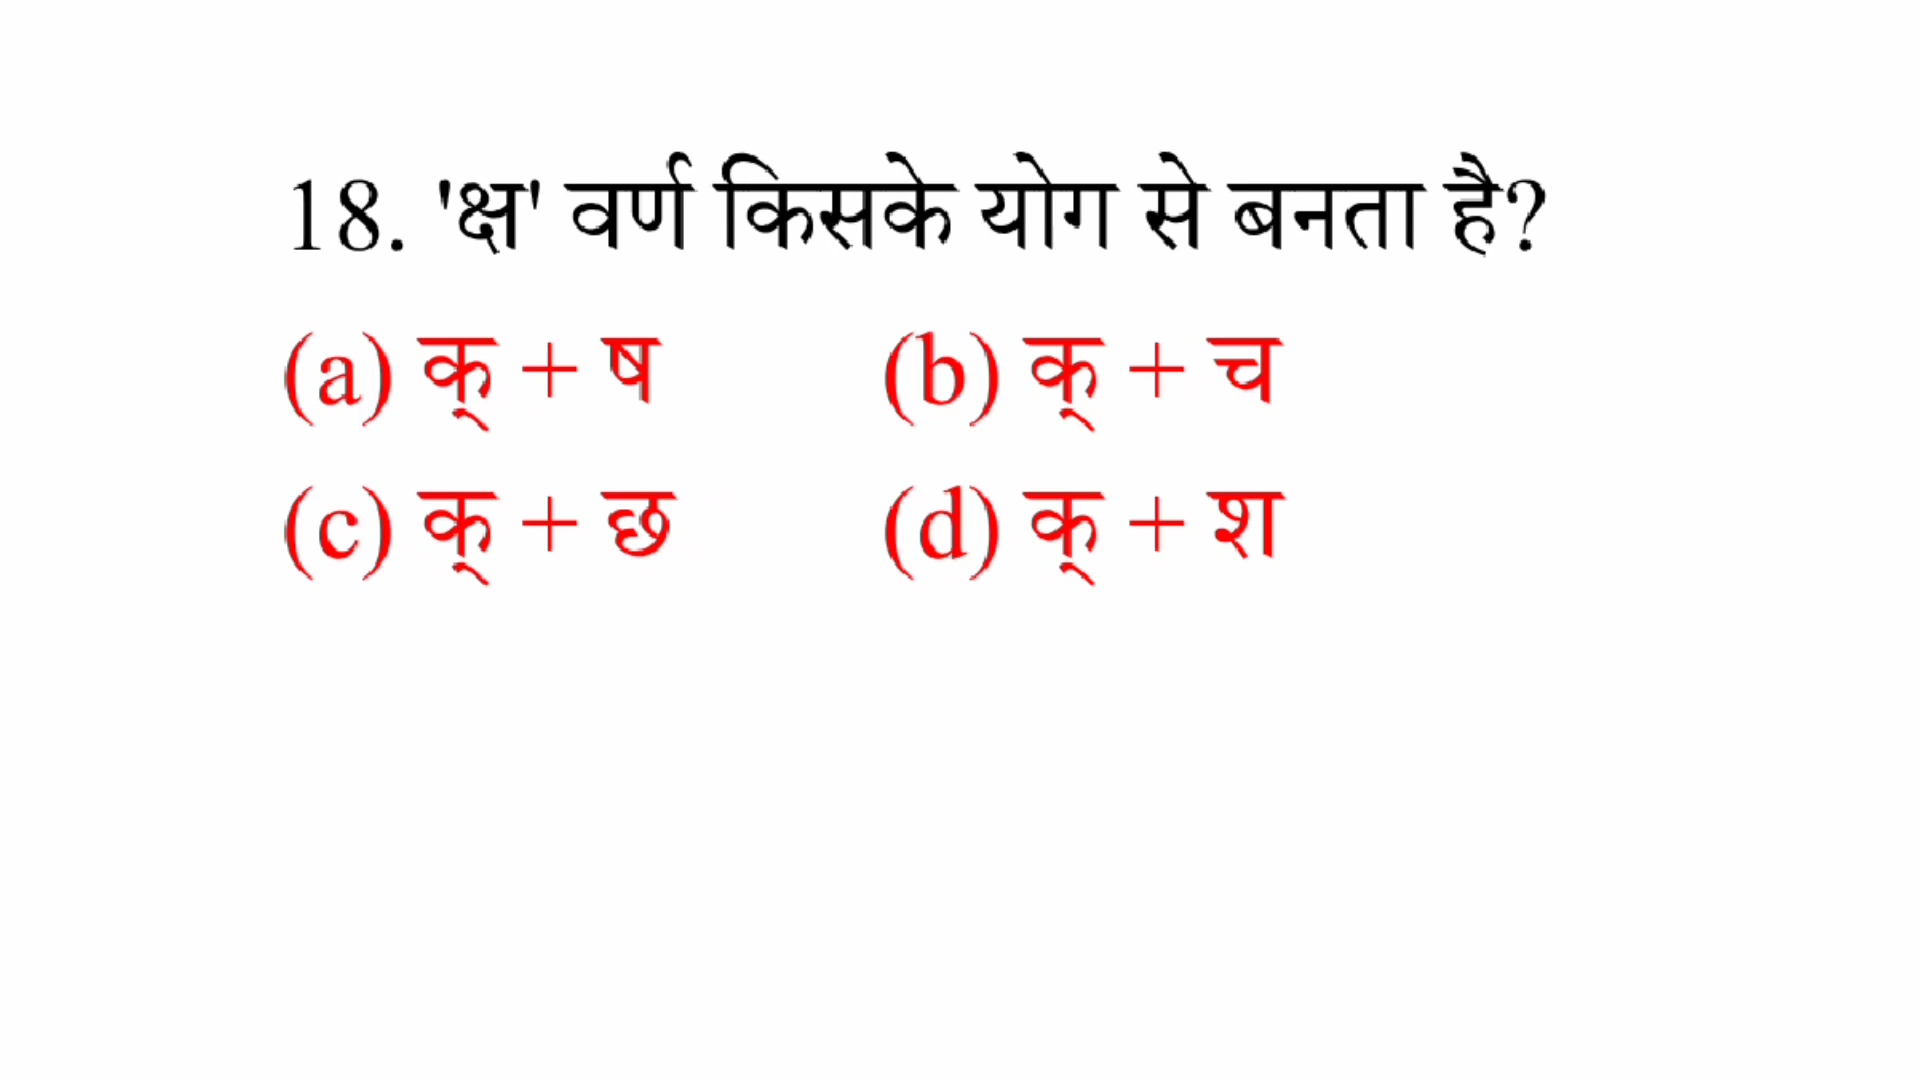 18. 'क्ष' वर्ण किसके योग से बनता है?
(a) क् + ष (b) क् + च
(c) क् + छ (d) क् + श